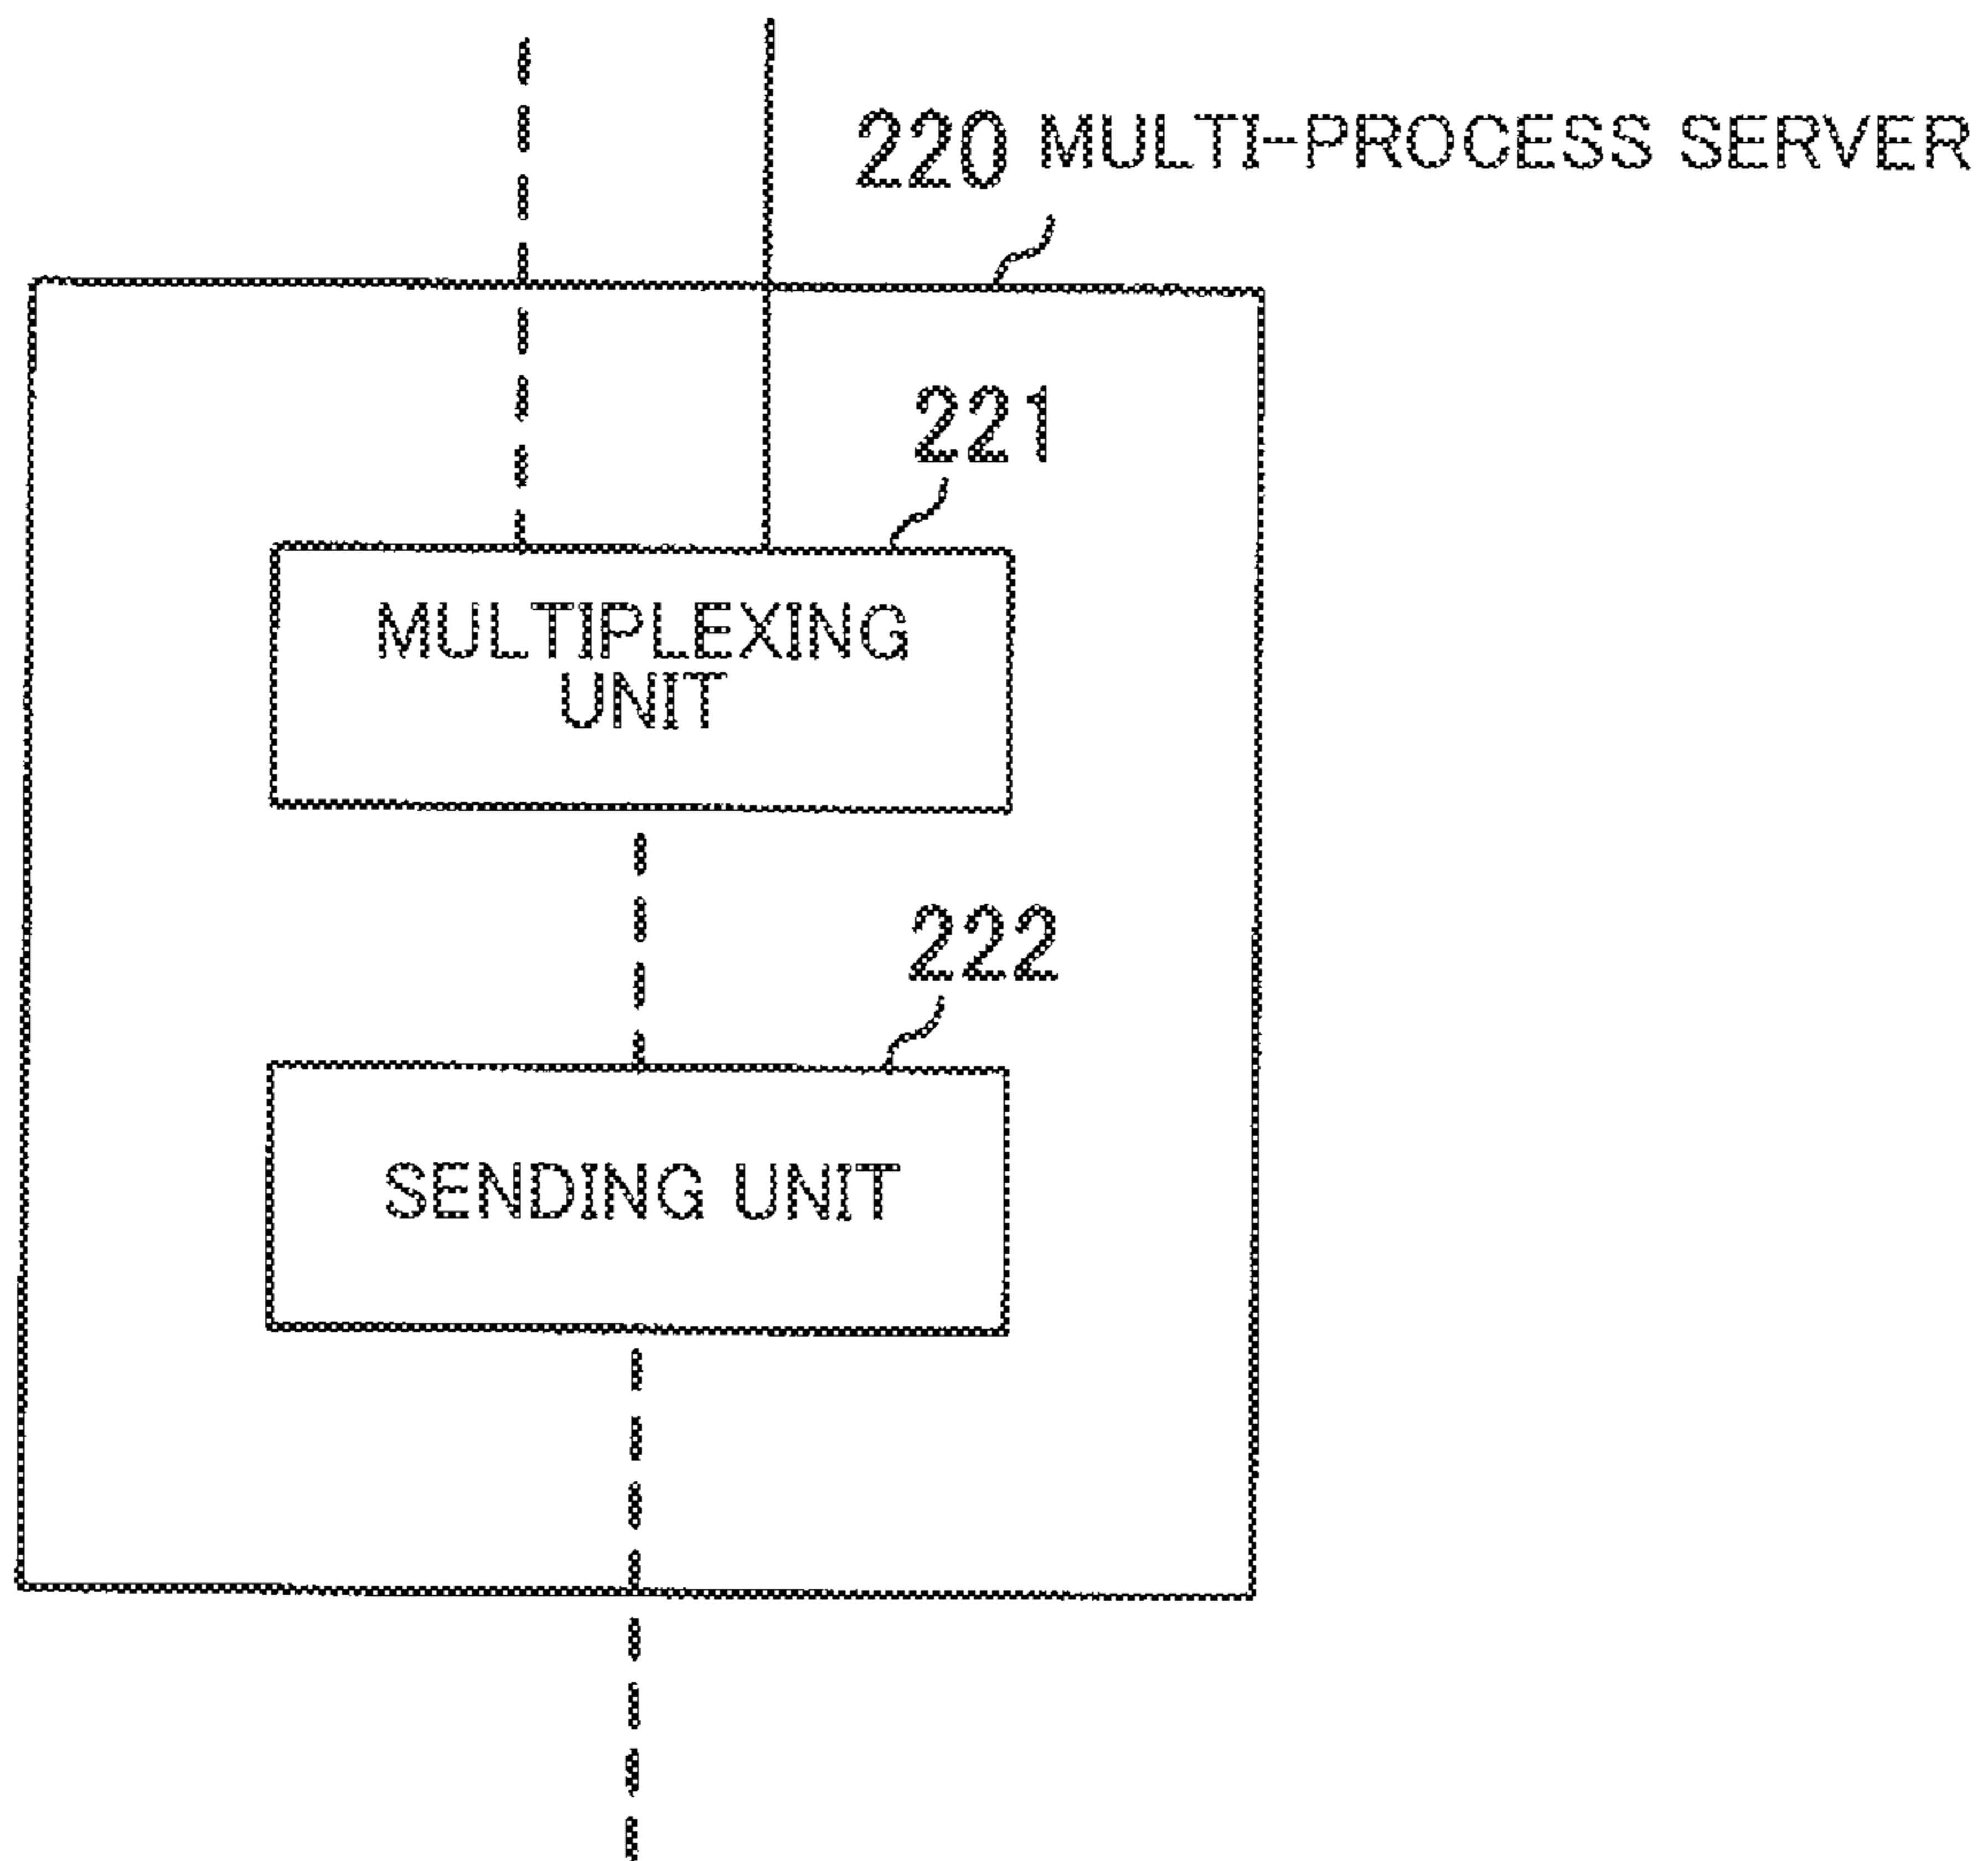 220 MULTI-PROCESS SERVER
221
MULTIPLEXING
UNIT
222
SENDING UNIT